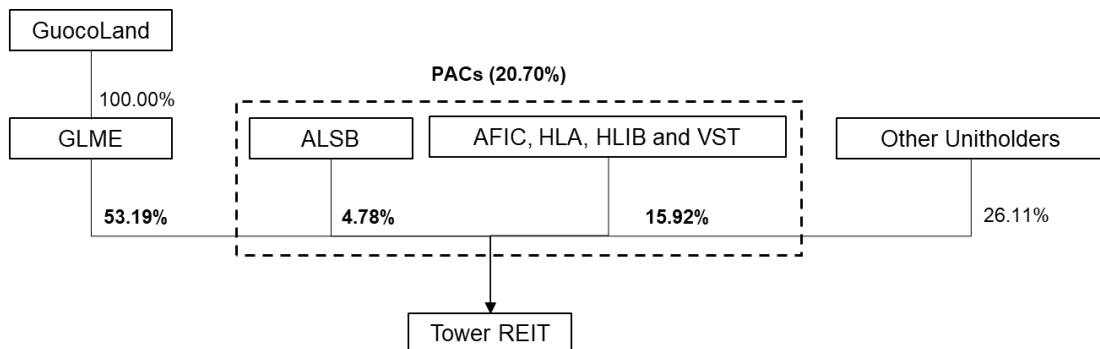 GuocoLand
PACs (20.70%)
100.00%
GLME
ALSB
AFIC, HLA, HLIB and VST
Other Unitholders
53.19%
4.78%
15.92%
26.11%
Tower REIT